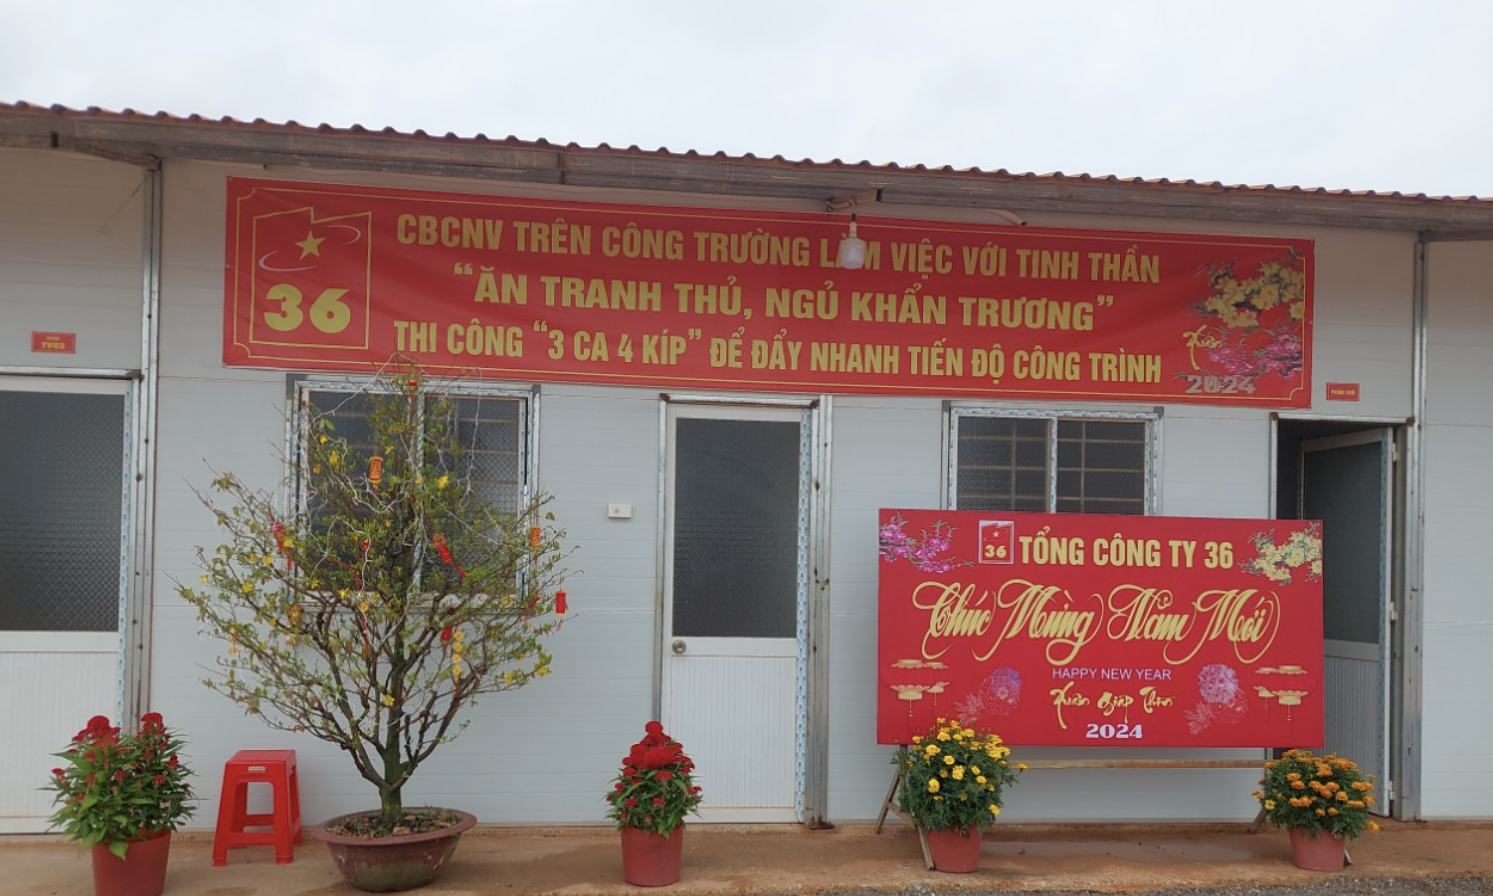 36
CBCNV TRÊN CÔNG TRƯỜNG LÀM VIỆC VỚI TINH THẦN
“ĂN TRANH THỦ, NGỦ KHẨN TRƯƠNG”
THI CÔNG “3 CA 4 KÍP” ĐỂ ĐẨY NHANH TIẾN ĐỘ CÔNG TRÌNH
Xuân
2024
PHÒNG
TVGS
36 TỔNG CÔNG TY 36
Chúc Mừng Năm Mới
HAPPY NEW YEAR
Xuân Giáp Thìn
2024